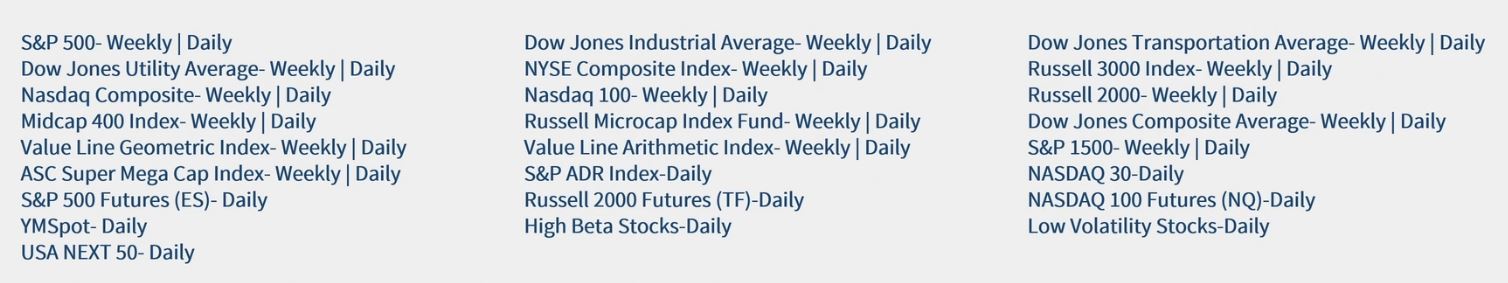 S&P 500- Weekly | Daily
Dow Jones Utility Average- Weekly | Daily
Nasdaq Composite- Weekly | Daily
Midcap 400 Index- Weekly | Daily
Value Line Geometric Index- Weekly | Daily
ASC Super Mega Cap Index- Weekly | Daily
S&P 500 Futures (ES)- Daily
YMSpot- Daily
USA NEXT 50- Daily
Dow Jones Industrial Average- Weekly | Daily
NYSE Composite Index- Weekly | Daily
Nasdaq 100- Weekly | Daily
Russell Microcap Index Fund- Weekly | Daily
Value Line Arithmetic Index- Weekly | Daily
S&P ADR Index-Daily
Russell 2000 Futures (TF)-Daily
High Beta Stocks-Daily
Dow Jones Transportation Average- Weekly | Daily
Russell 3000 Index- Weekly | Daily
Russell 2000- Weekly | Daily
Dow Jones Composite Average- Weekly | Daily
S&P 1500- Weekly | Daily
NASDAQ 30-Daily
NASDAQ 100 Futures (NQ)-Daily
Low Volatility Stocks-Daily